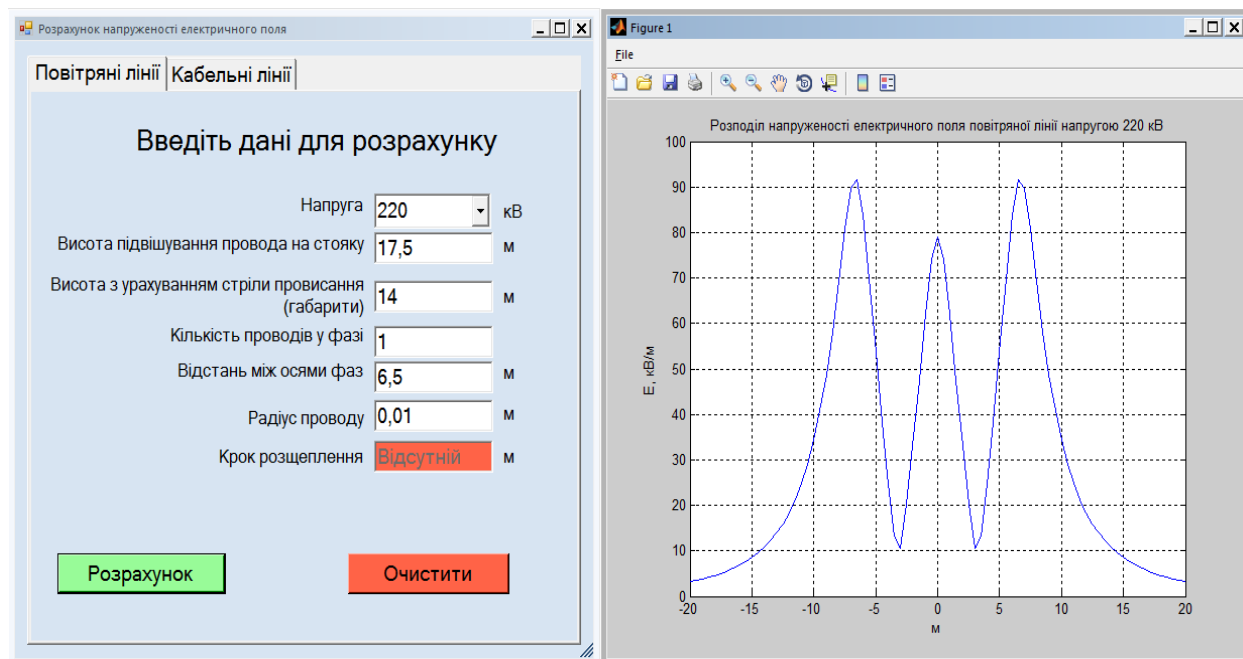 Розрахунок напруженості електричного поля
Повітряні лінії
Кабельні лінії
Введіть дані для розрахунку
Напруга 220 кВ
Висота підвішування провода на стояку 17,5 м
Висота з урахуванням стріли провисання
(габарити) 14 м
Кількість проводів у фазі 1
Відстань між осями фаз 6,5 м
Радіус проводу 0,01 м
Крок розщеплення Відсутній м
Розрахунок
Очистити
Figure 1
File
Розподіл напруженості електричного поля повітряної лінії напругою 220 кВ
100
90
80
70
60
50
40
30
20
10
0
E, кВ/м
-20 -15 -10 -5 0 5 10 15 20
м